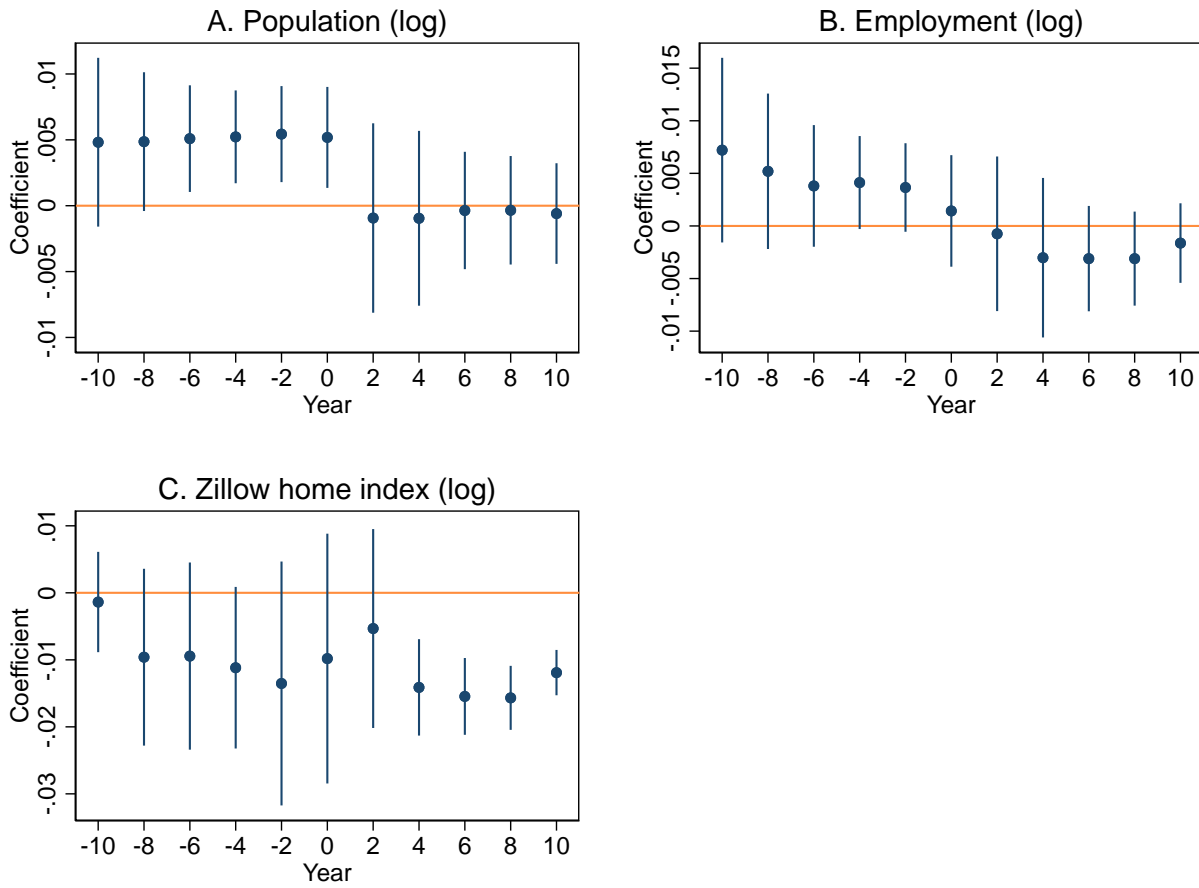 A. Population (log)
Coefficient
.01
.005
0
-.005
-.01
-10 -8 -6 -4 -2 0 2 4 6 8 10
Year
B. Employment (log)
Coefficient
.015
.01
.005
0
-.005
-.01
-10 -8 -6 -4 -2 0 2 4 6 8 10
Year
C. Zillow home index (log)
Coefficient
.01
0
-.01
-.02
-.03
-10 -8 -6 -4 -2 0 2 4 6 8 10
Year